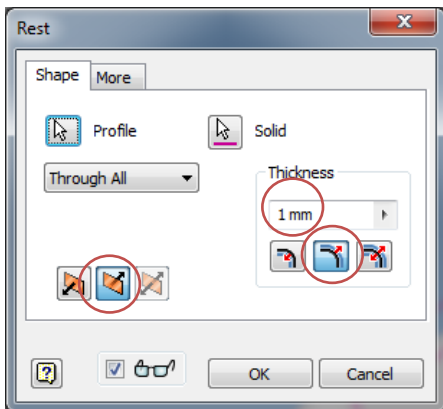 Rest
Shape More
Profile Solid
Through All
Thickness
1 mm
OK Cancel